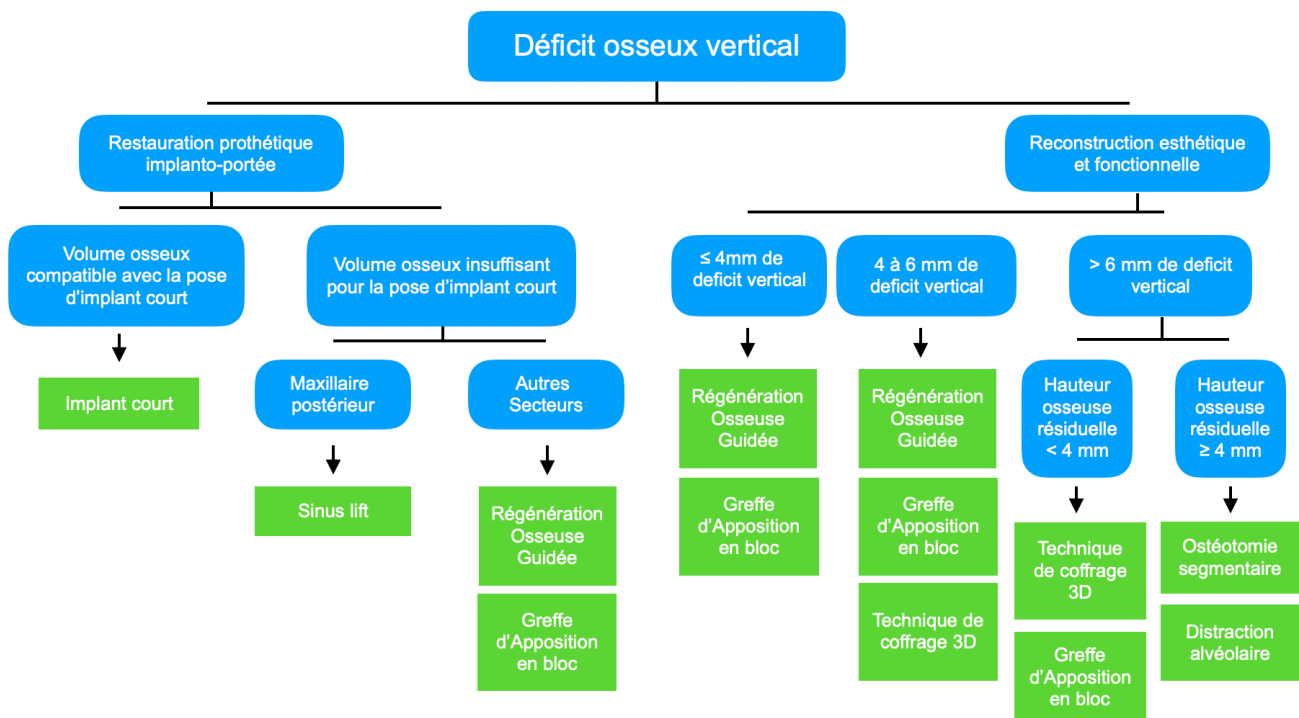 Déficit osseux vertical
Restauration prothétique
implanto-portée
Reconstruction esthétique
et fonctionnelle
Volume osseux
compatible avec la pose
d'implant court
Volume osseux insuffisant
pour la pose d'implant court
≤ 4mm de
deficit vertical
4 à 6 mm de
deficit vertical
> 6 mm de deficit
vertical
Implant court
Maxillaire
postérieur
Autres
Secteurs
Régénération
Osseuse
Guidée
Régénération
Osseuse
Guidée
Hauteur
osseuse
résiduelle
< 4 mm
Hauteur
osseuse
résiduelle
≥ 4 mm
Sinus lift
Régénération
Osseuse
Guidée
Greffe
d'Apposition
en bloc
Greffe
d'Apposition
en bloc
Greffe
d'Apposition
en bloc
Technique de
coffrage 3D
Technique
de coffrage
3D
Greffe
d'Apposition
en bloc
Ostéotomie
segmentaire
Distraction
alvéolaire